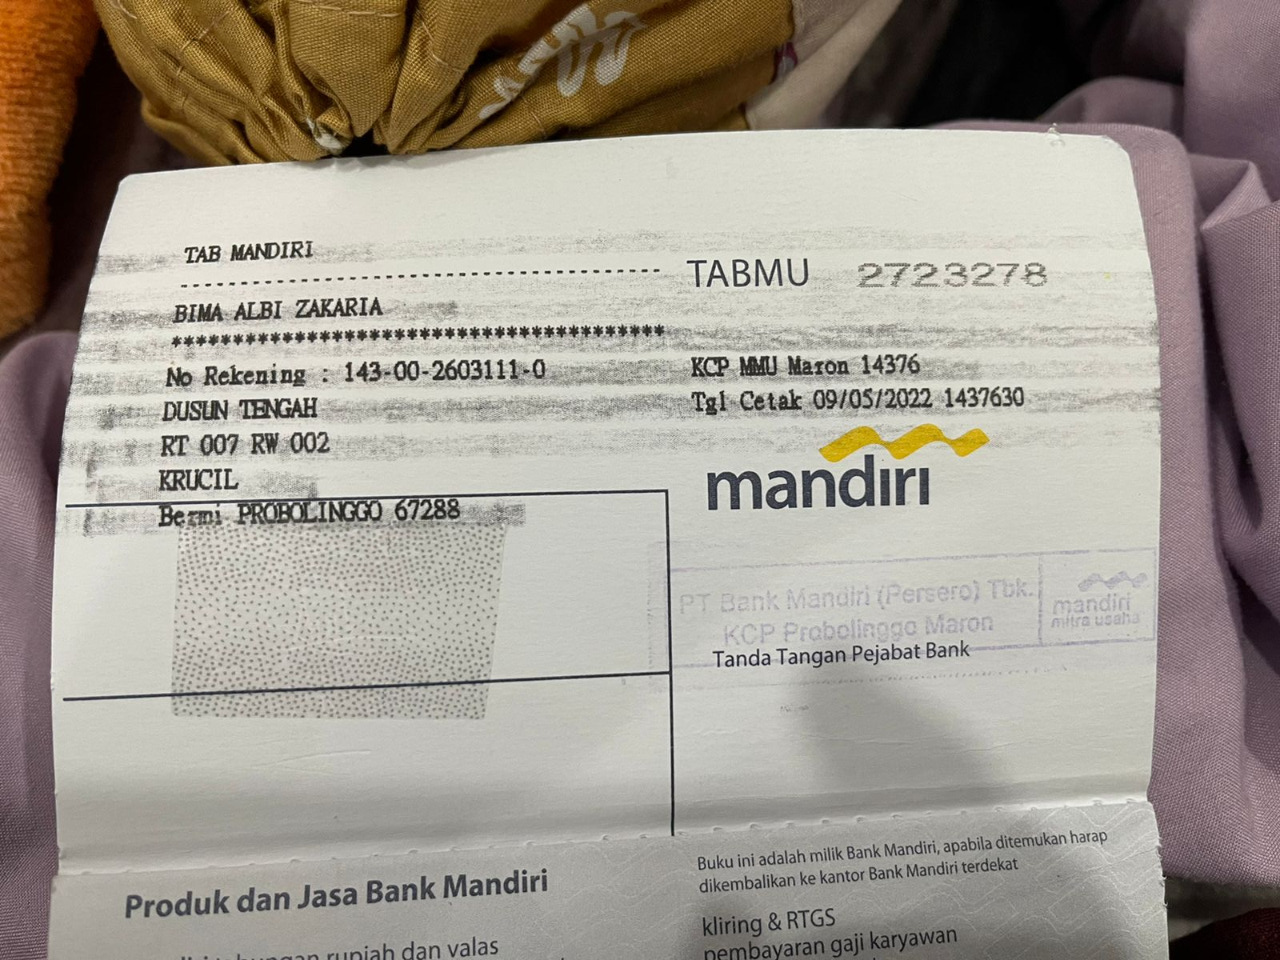 TAB MANDIRI
---------------------------------------
TABMU 2723278
BIMA ALBI ZAKARIA
****************************************
No Rekening : 143-00-2603111-0
KCP MMU Maron 14376
DUSUN TENGAH
Tgl Cetak 09/05/2022 1437630
RT 007 RW 002
KRUCIL
mandiri
Bermi PROBOLINGGO 67288
PT Bank Mandiri (Persero) Tbk.
KCP Probolinggo Maron
mandiri
mitra usaha
Tanda Tangan Pejabat Bank
Buku ini adalah milik Bank Mandiri, apabila ditemukan harap
dikembalikan ke kantor Bank Mandiri terdekat
Produk dan Jasa Bank Mandiri
kliring & RTGS
rupiah dan valas
pembayaran gaji karyawan